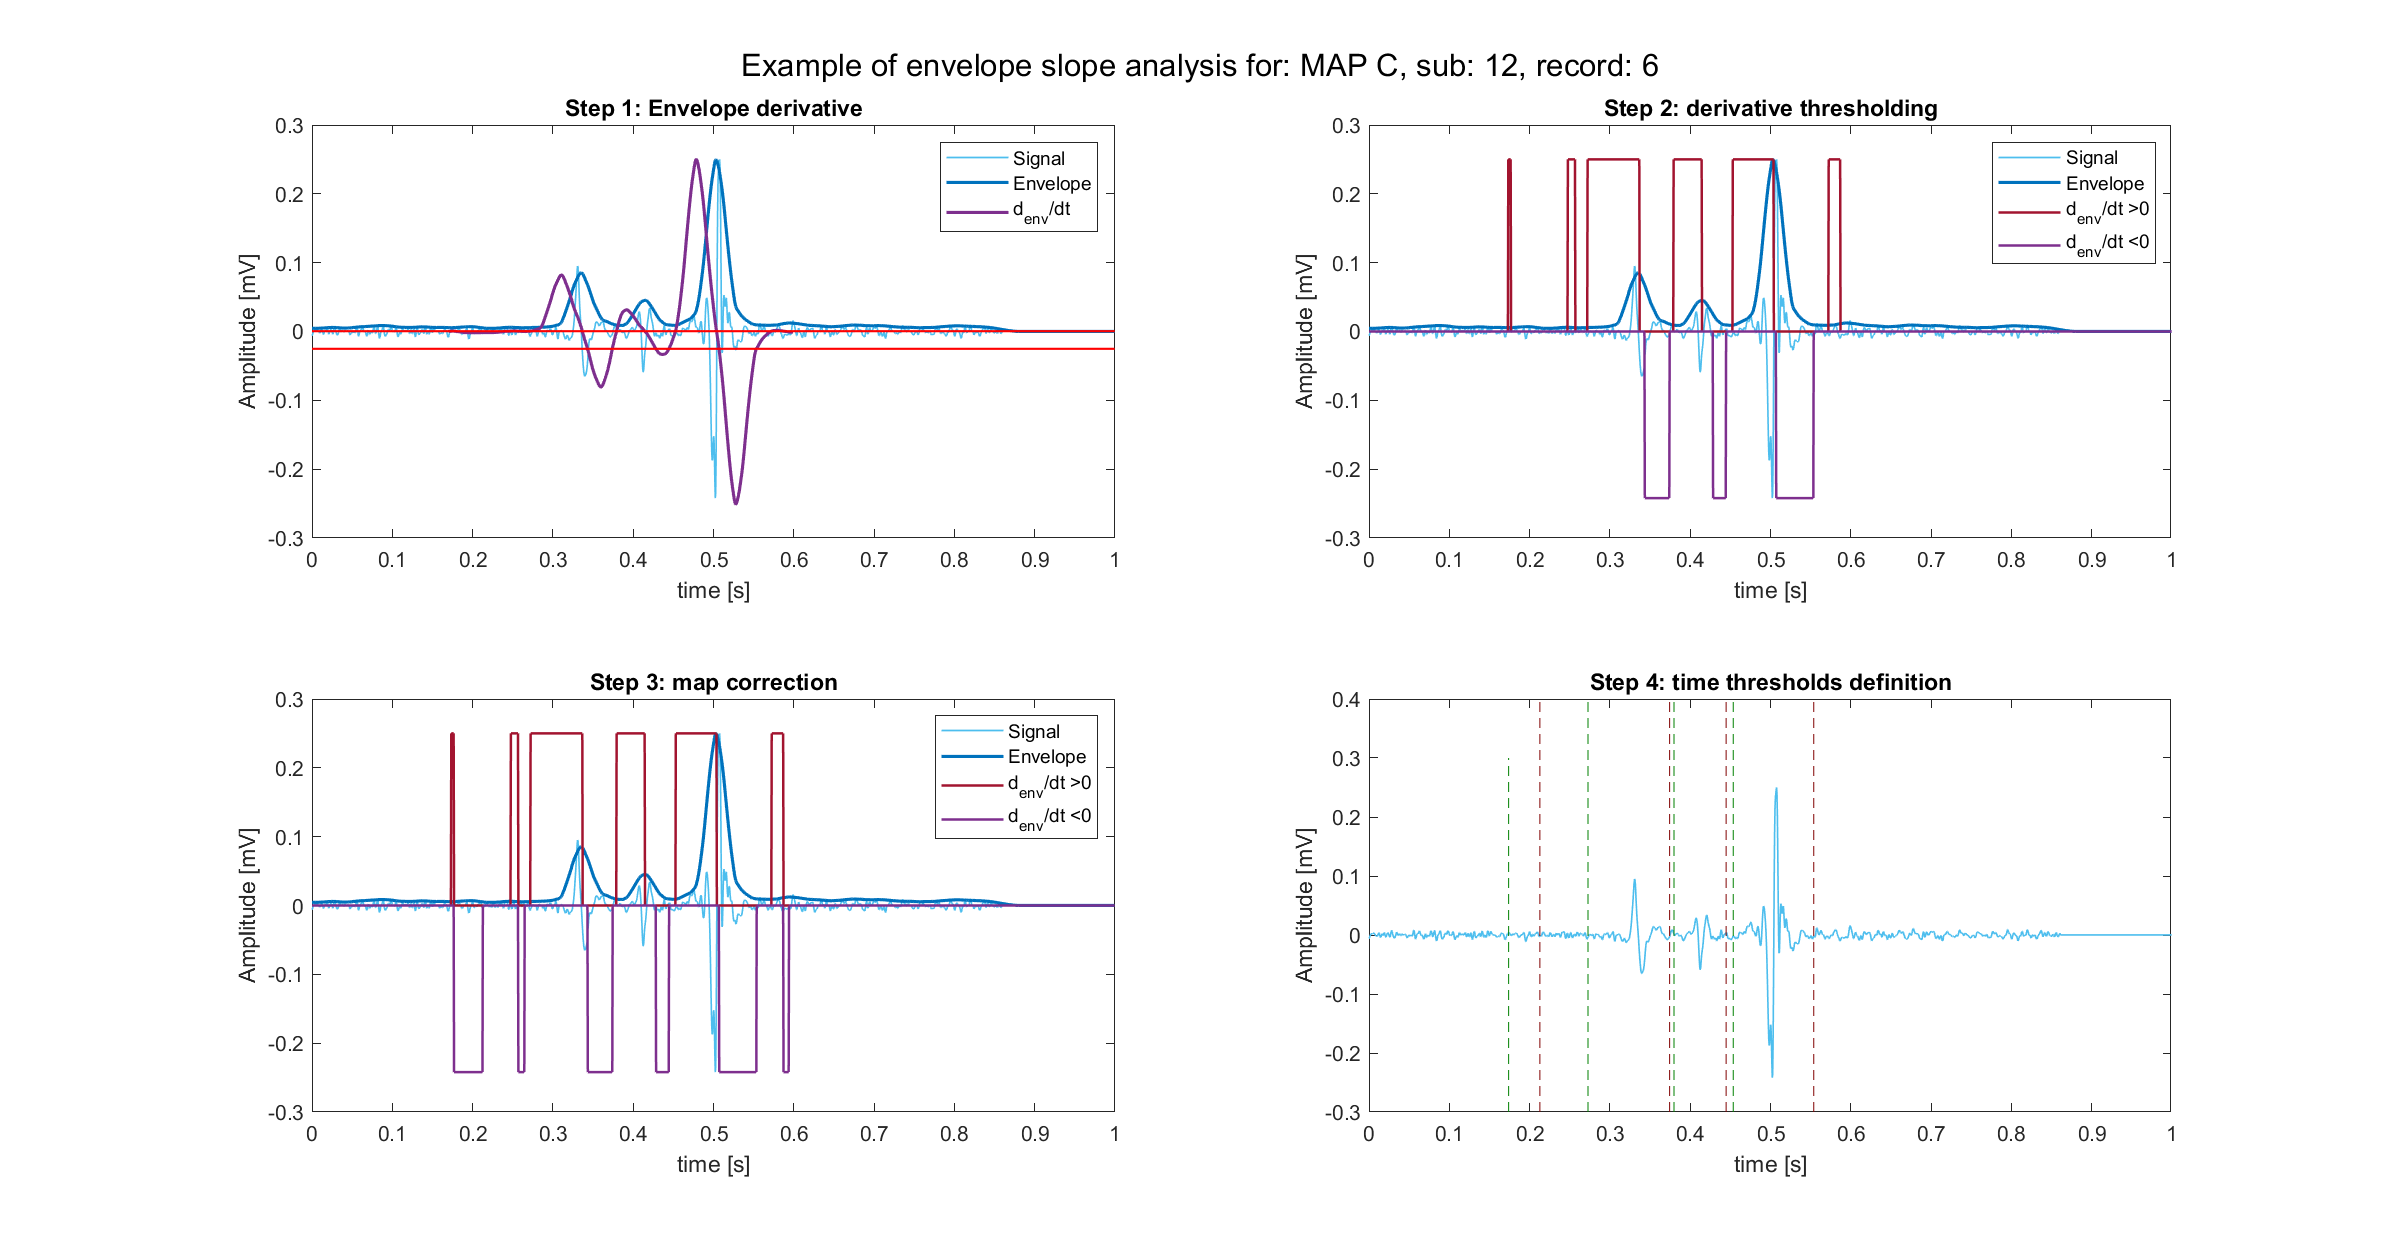 Example of envelope slope analysis for: MAP C, sub: 12, record: 6
Step 1: Envelope derivative
0.3
0.2
0.1
0
-0.1
-0.2
-0.3
Amplitude [mV]
0 0.1 0.2 0.3 0.4 0.5 0.6 0.7 0.8 0.9 1
time [s]
Signal
Envelope
d_env/dt
Step 2: derivative thresholding
0.3
0.2
0.1
0
-0.1
-0.2
-0.3
Amplitude [mV]
0 0.1 0.2 0.3 0.4 0.5 0.6 0.7 0.8 0.9 1
time [s]
Signal
Envelope
d_env/dt >0
d_env/dt <0
Step 3: map correction
0.3
0.2
0.1
0
-0.1
-0.2
-0.3
Amplitude [mV]
0 0.1 0.2 0.3 0.4 0.5 0.6 0.7 0.8 0.9 1
time [s]
Signal
Envelope
d_env/dt >0
d_env/dt <0
Step 4: time thresholds definition
0.4
0.3
0.2
0.1
0
-0.1
-0.2
-0.3
Amplitude [mV]
0 0.1 0.2 0.3 0.4 0.5 0.6 0.7 0.8 0.9 1
time [s]